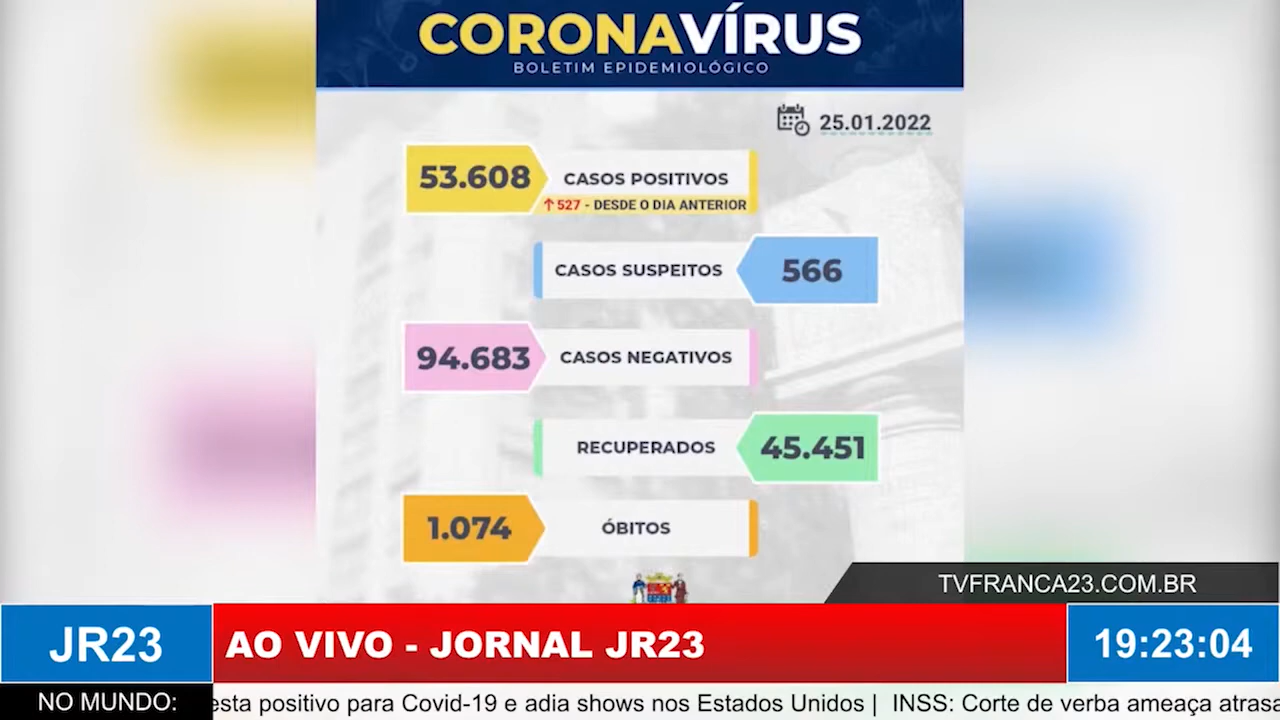 CORONAVÍRUS
BOLETIM EPIDEMIOLÓGICO
25.01.2022
53.608 CASOS POSITIVOS
↑527 - DESDE O DIA ANTERIOR
CASOS SUSPEITOS 566
94.683 CASOS NEGATIVOS
RECUPERADOS 45.451
1.074 ÓBITOS
TVFRANCA23.COM.BR
JR23 AO VIVO - JORNAL JR23 19:23:04
NO MUNDO: esta positivo para Covid-19 e adia shows nos Estados Unidos | INSS: Corte de verba ameaça atrasa